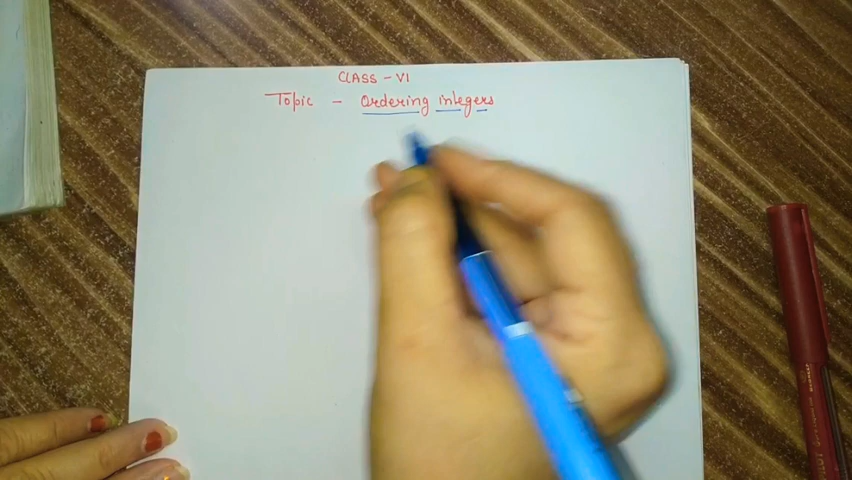 CLASS - VI
Topic - Ordering integers